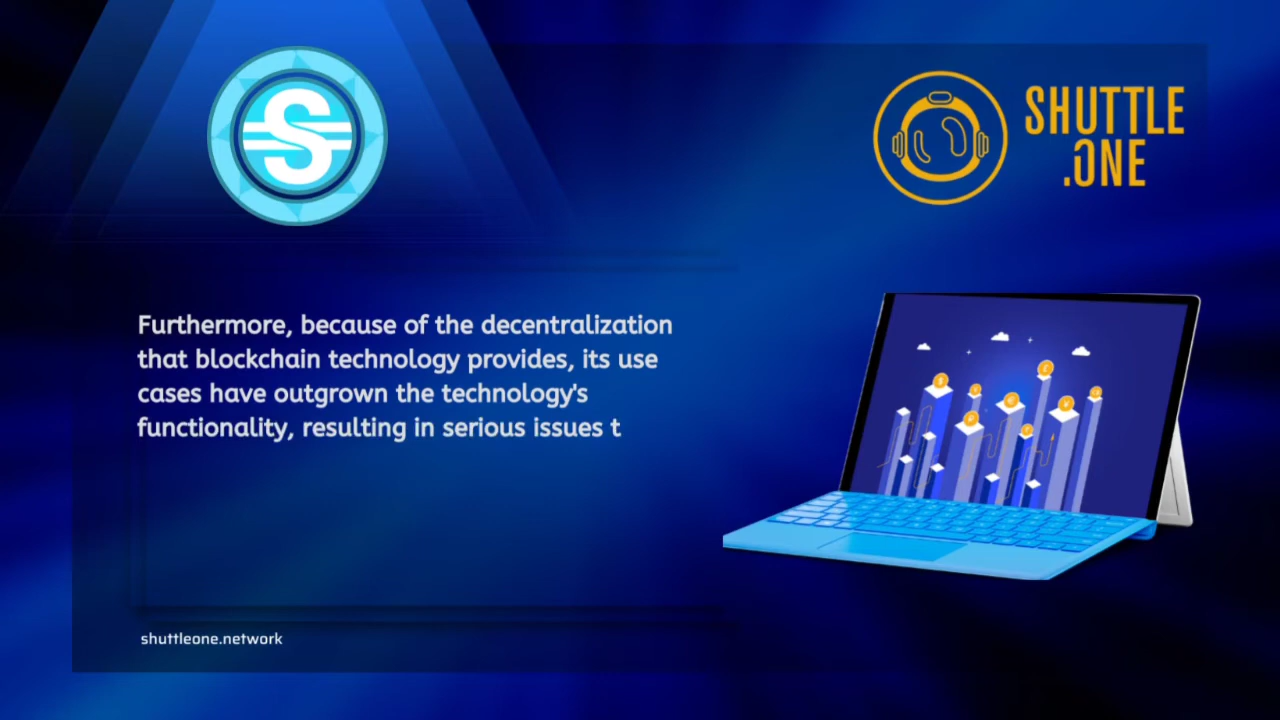 SHUTTLE
.ONE
Furthermore, because of the decentralization
that blockchain technology provides, its use
cases have outgrown the technology's
functionality, resulting in serious issues t
shuttleone.network